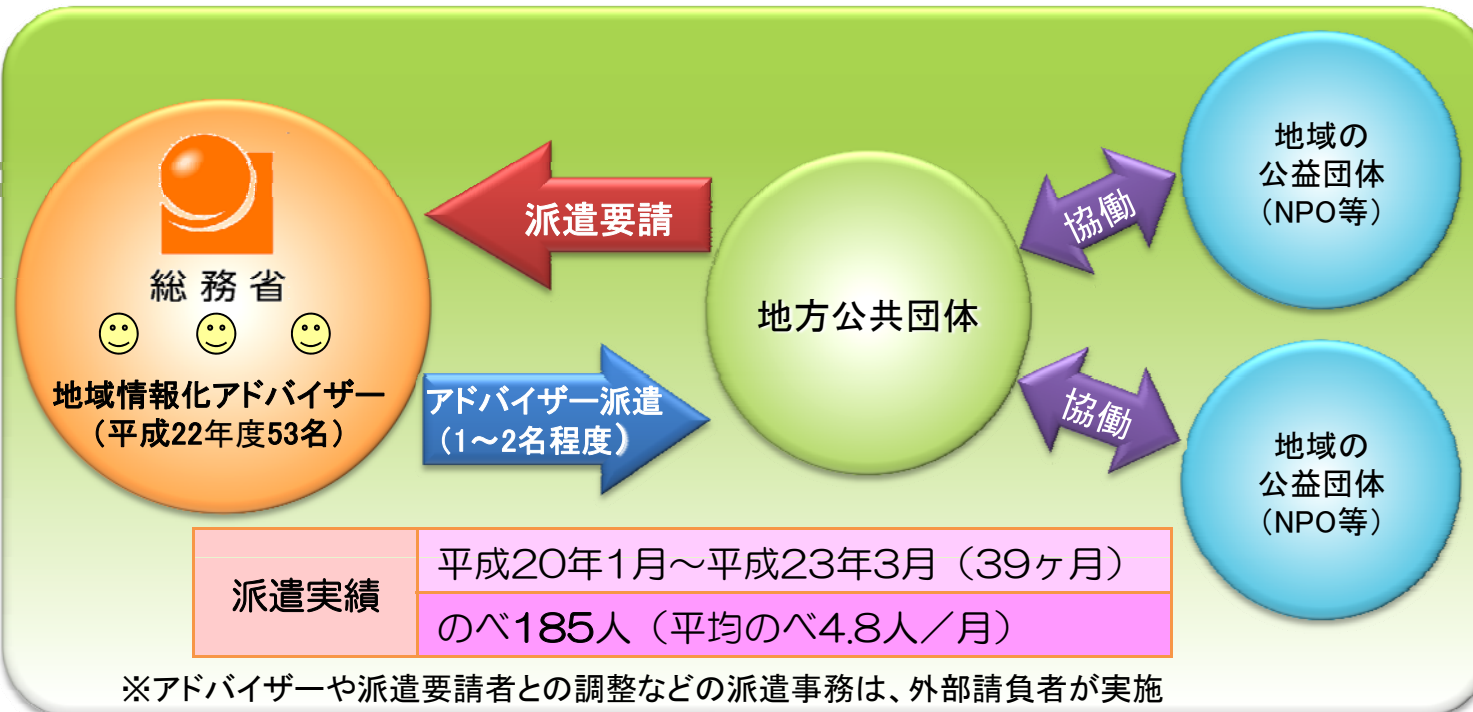 総務省
地域情報化アドバイザー
（平成22年度53名）
派遣要請
アドバイザー派遣
（1～2名程度）
地方公共団体
協働
協働
地域の
公益団体
（NPO等）
地域の
公益団体
（NPO等）
派遣実績
平成20年1月～平成23年3月（39ヶ月）
のべ185人（平均のべ4.8人／月）
※アドバイザーや派遣要請者との調整などの派遣事務は、外部請負者が実施